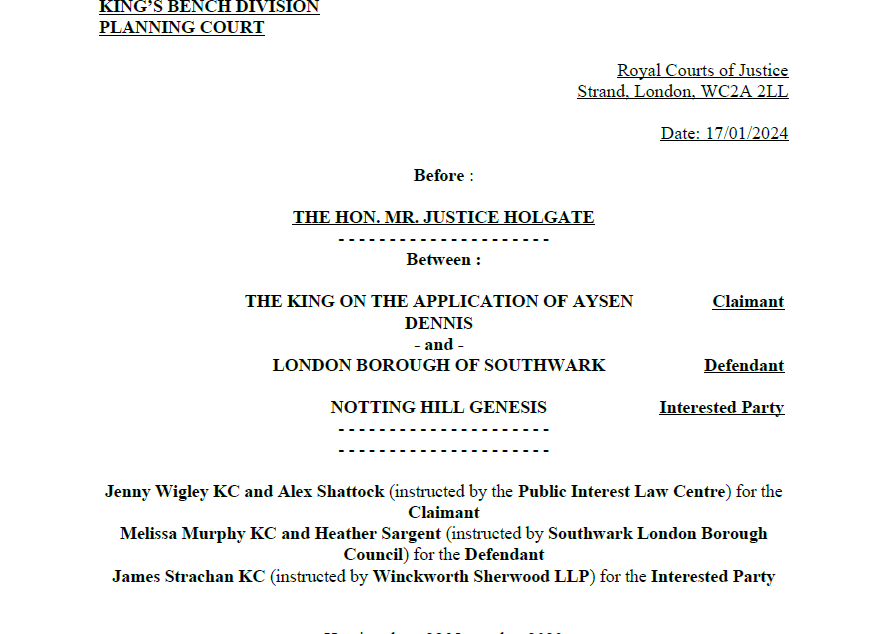 KING'S BENCH DIVISION
PLANNING COURT
Royal Courts of Justice
Strand, London, WC2A 2LL
Date: 17/01/2024
Before :
THE HON. MR. JUSTICE HOLGATE
- - - - - - - - - - - - - - - - - - - - -
Between :
THE KING ON THE APPLICATION OF AYSEN Claimant
DENNIS
- and -
LONDON BOROUGH OF SOUTHWARK Defendant
NOTTING HILL GENESIS Interested Party
- - - - - - - - - - - - - - - - - - - - -
- - - - - - - - - - - - - - - - - - - - -
Jenny Wigley KC and Alex Shattock (instructed by the Public Interest Law Centre) for the
Claimant
Melissa Murphy KC and Heather Sargent (instructed by Southwark London Borough
Council) for the Defendant
James Strachan KC (instructed by Winckworth Sherwood LLP) for the Interested Party